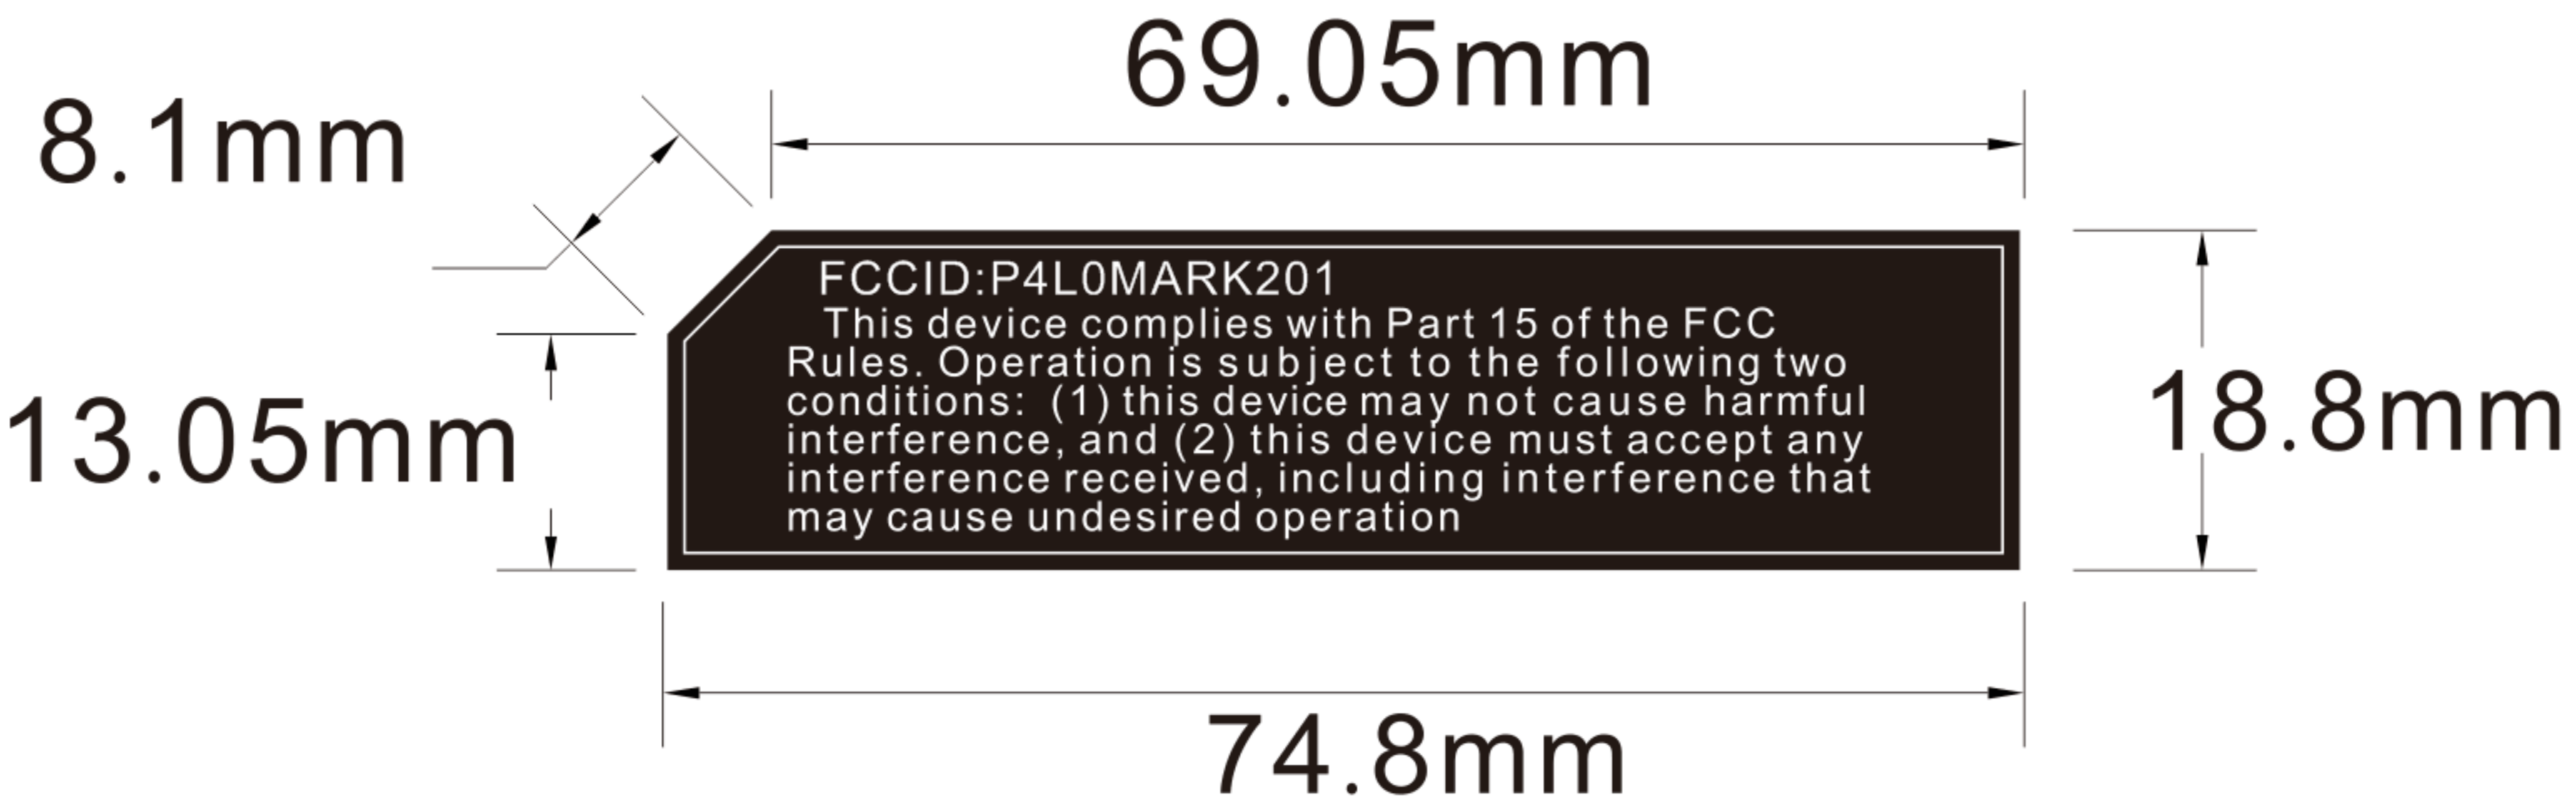 69.05mm
8.1mm
FCCID:P4L0MARK201
This device complies with Part 15 of the FCC
Rules. Operation is subject to the following two
conditions: (1) this device may not cause harmful
interference, and (2) this device must accept any
interference received, including interference that
may cause undesired operation
13.05mm
18.8mm
74.8mm